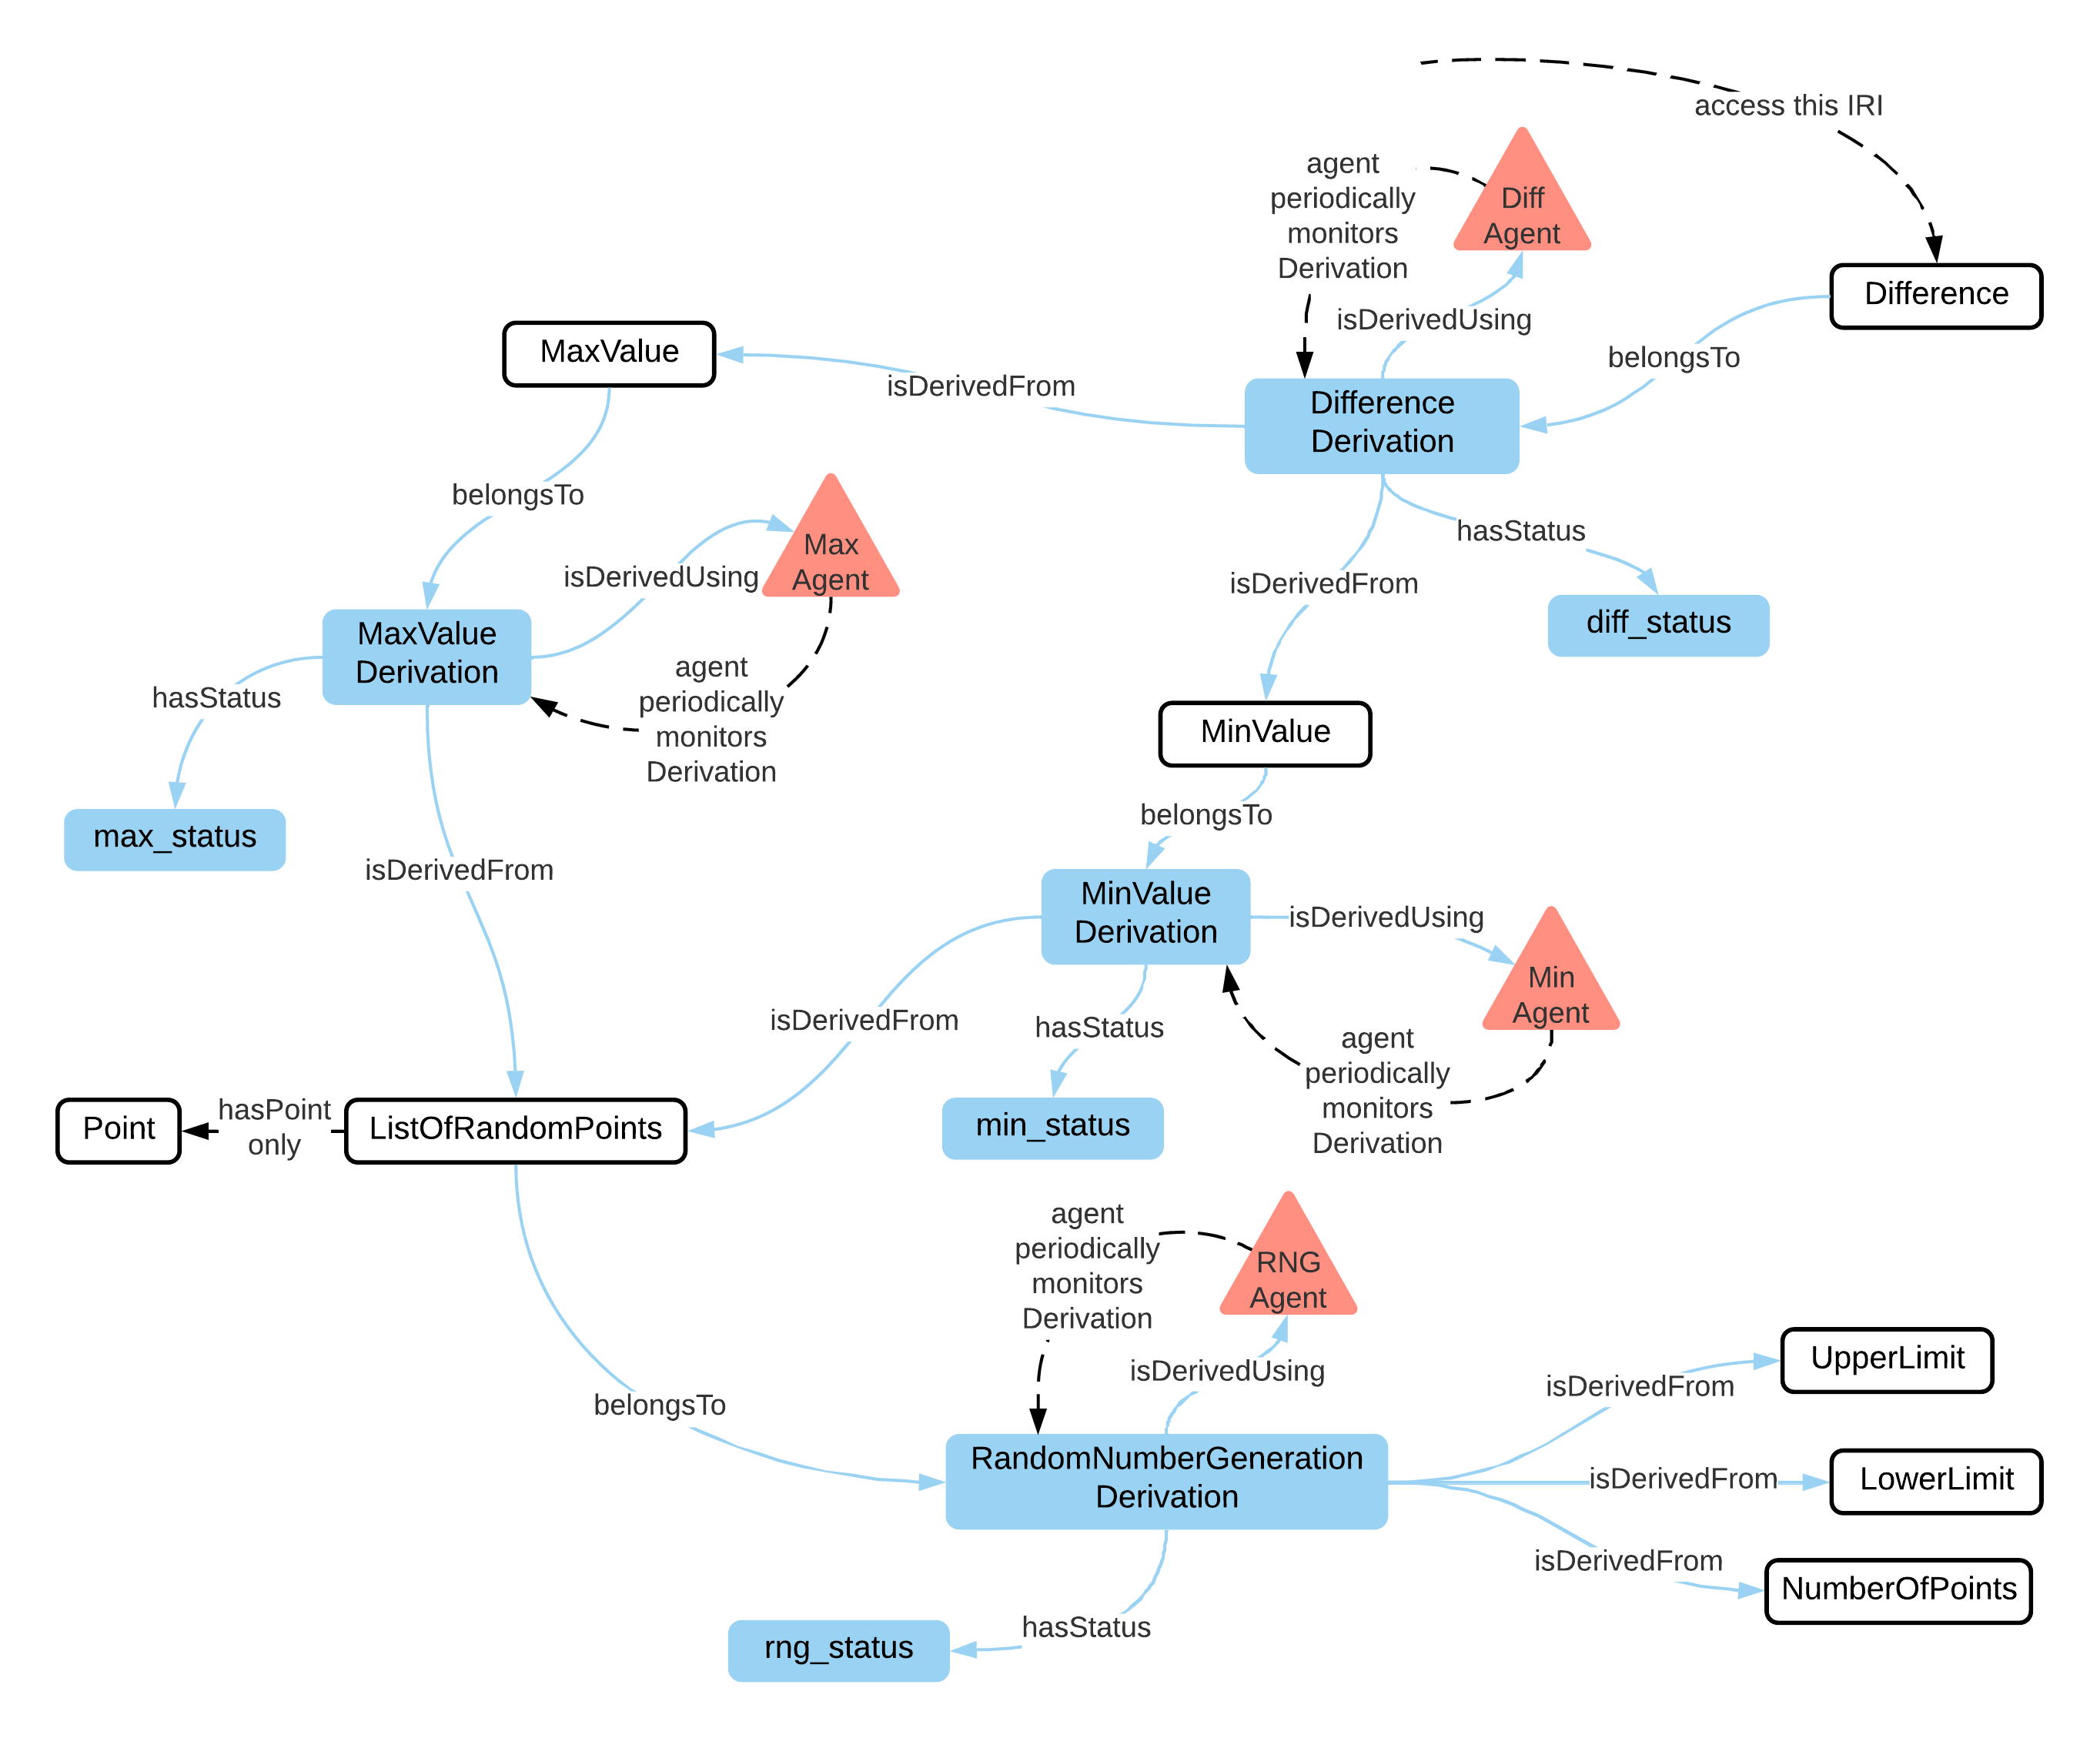 access this IRI
agent
periodically
monitors
Derivation
Diff
Agent
isDerivedUsing
Difference
belongsTo
MaxValue
isDerivedFrom
Difference
Derivation
belongsTo
Max
Agent
isDerivedUsing
hasStatus
isDerivedFrom
diff_status
MaxValue
Derivation
agent
periodically
monitors
Derivation
hasStatus
MinValue
max_status
belongsTo
isDerivedFrom
MinValue
Derivation
isDerivedUsing
Min
Agent
isDerivedFrom
hasStatus
agent
periodically
monitors
Derivation
Point
hasPoint
only
ListOfRandomPoints
min_status
agent
periodically
monitors
Derivation
RNG
Agent
isDerivedUsing
belongsTo
isDerivedFrom
UpperLimit
RandomNumberGeneration
Derivation
isDerivedFrom
LowerLimit
isDerivedFrom
NumberOfPoints
hasStatus
rng_status